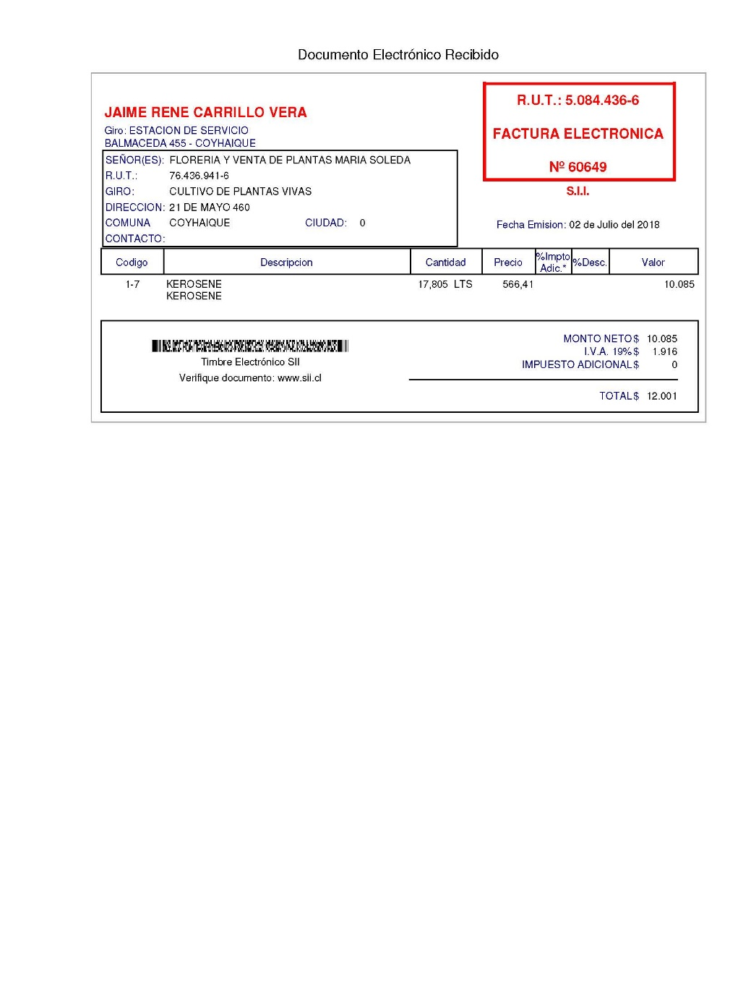 Documento Electrónico Recibido
JAIME RENE CARRILLO VERA
Giro: ESTACION DE SERVICIO
BALMACEDA 455 - COYHAIQUE
R.U.T.: 5.084.436-6
FACTURA ELECTRONICA
Nº 60649
S.I.I.
SEÑOR(ES): FLORERIA Y VENTA DE PLANTAS MARIA SOLEDA
R.U.T.: 76.436.941-6
GIRO: CULTIVO DE PLANTAS VIVAS
DIRECCION: 21 DE MAYO 460
COMUNA COYHAIQUE CIUDAD: 0
CONTACTO:
Fecha Emision: 02 de Julio del 2018
Codigo Descripcion Cantidad Precio %Impto Adic.* %Desc. Valor
1-7 KEROSENE 17,805 LTS 566,41 10.085
KEROSENE
Timbre Electrónico SII
Verifique documento: www.sii.cl
MONTO NETO $ 10.085
I.V.A. 19% $ 1.916
IMPUESTO ADICIONAL $ 0
TOTAL $ 12.001